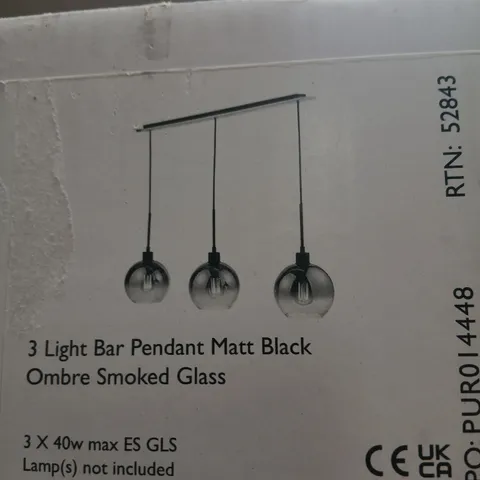 3 Light Bar Pendant Matt Black
Ombre Smoked Glass
3 X 40w max ES GLS
Lamp(s) not included
CE UK CA
RTN: 52843
PO: PUR014448